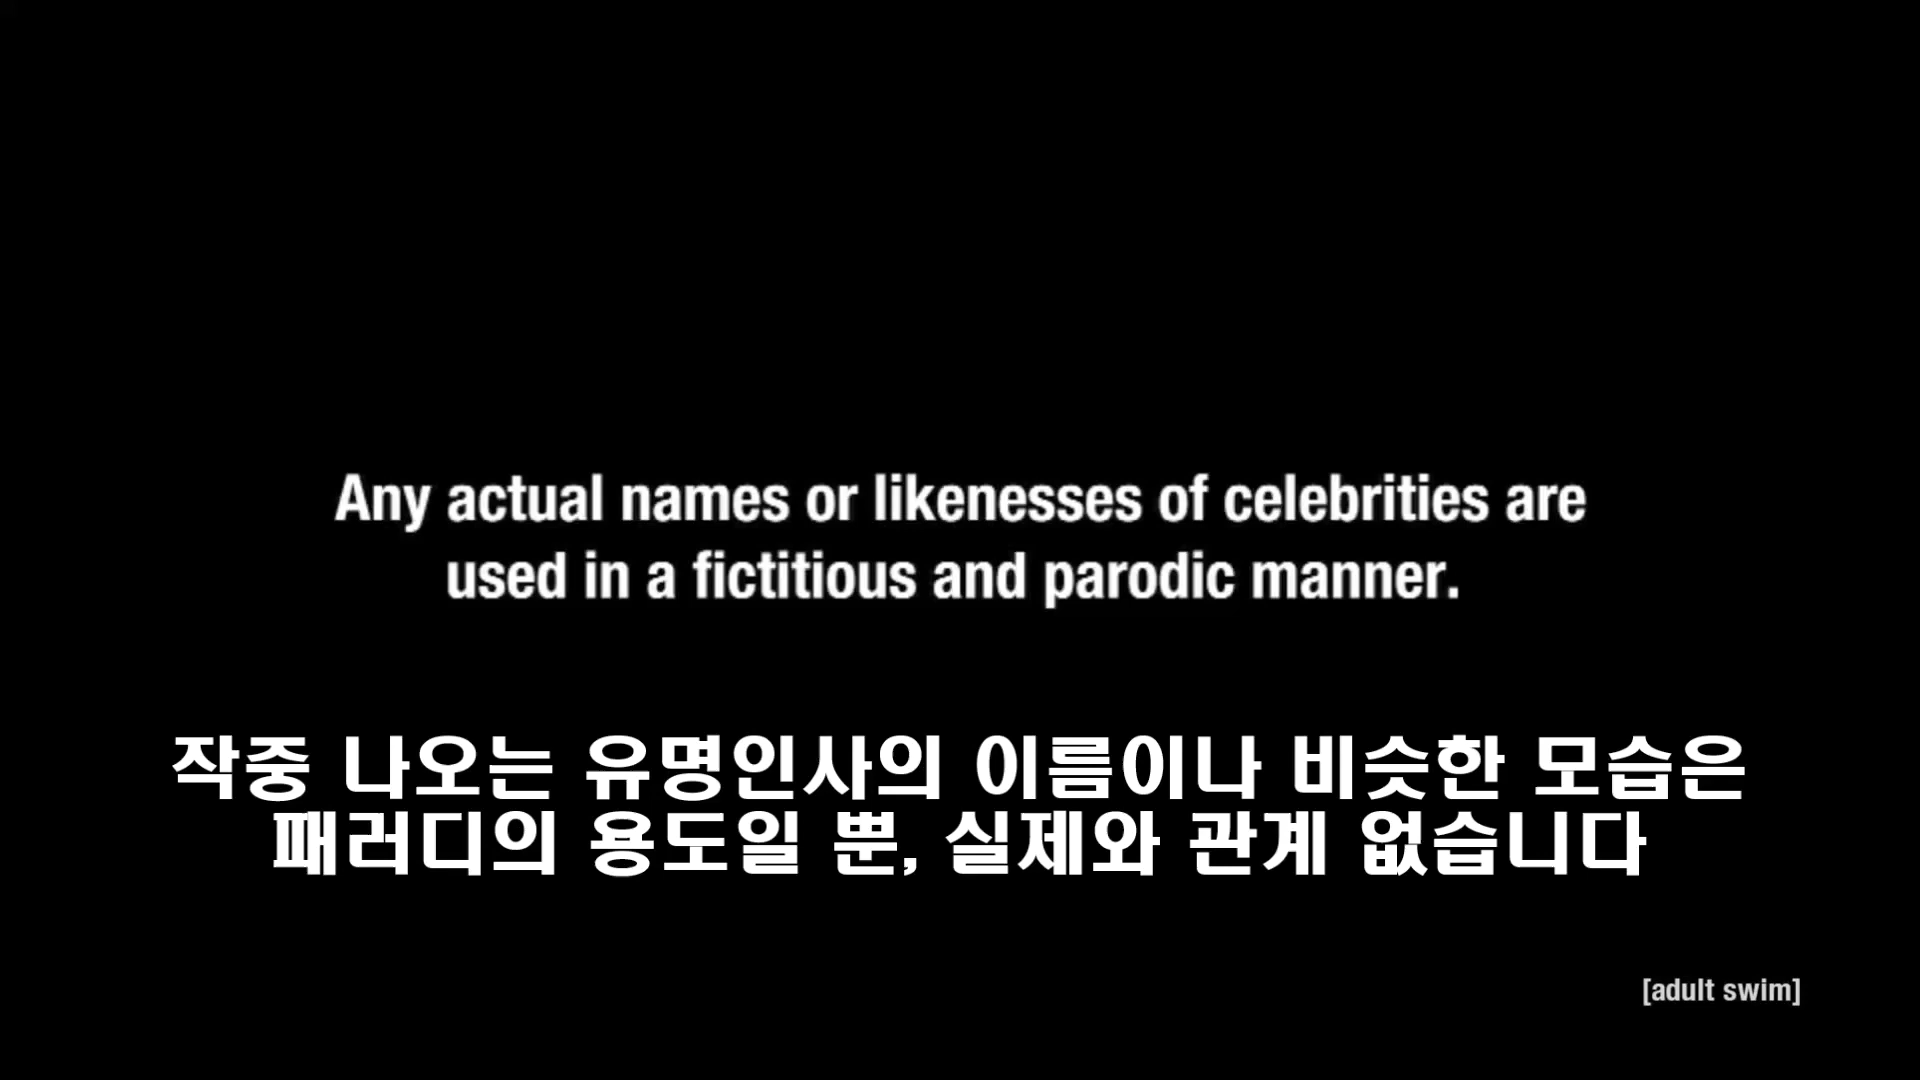 Any actual names or likenesses of celebrities are
used in a fictitious and parodic manner.
작중 나오는 유명인사의 이름이나 비슷한 모습은
패러디의 용도일 뿐, 실제와 관계 없습니다
[adult swim]